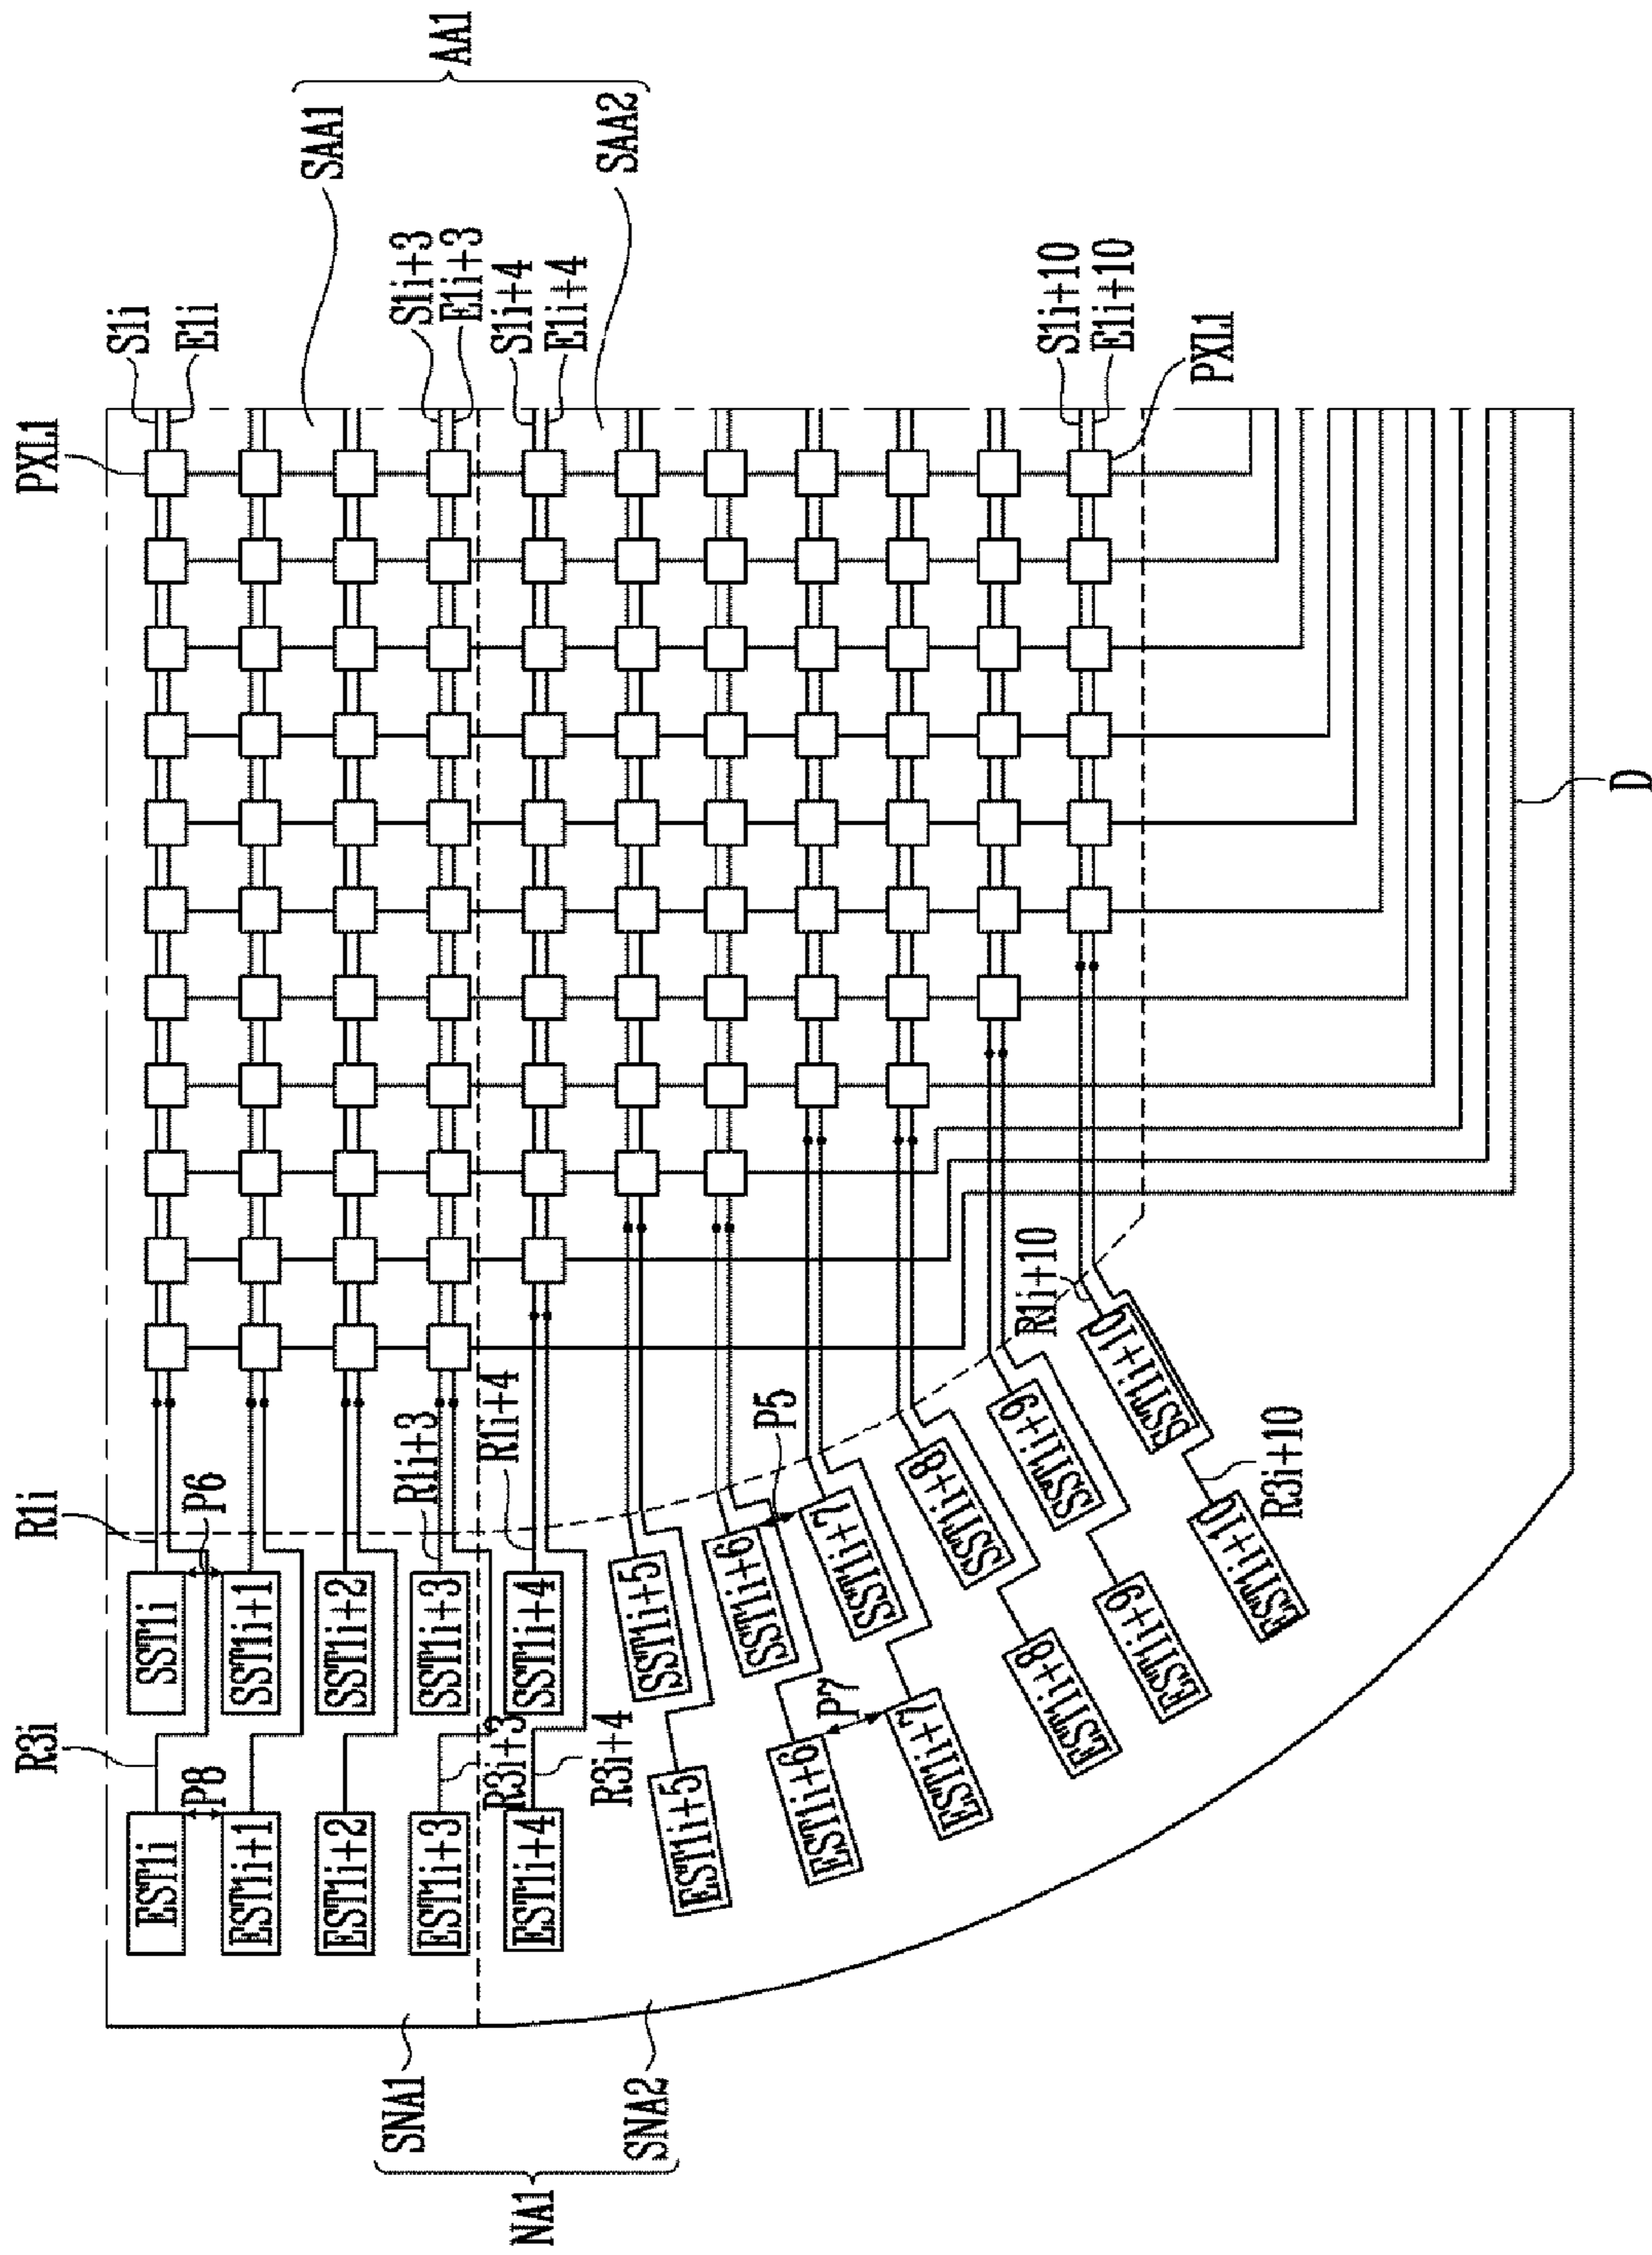 PXL1
S1i
E1i
SAA1
AA1
S1i+3
E1i+3
S1i+4
E1i+4
SAA2
S1i+10
E1i+10
PXL1
D
R1i
P6
R1i+3
R1i+4
P5
R1i+10
SST1i
SST1i+1
SST1i+2
SST1i+3
SST1i+4
SST1i+5
SST1i+6
SST1i+7
SST1i+8
SST1i+9
SST1i+10
R3i
P8
R3i+3
R3i+4
P7
R3i+10
EST1i
EST1i+1
EST1i+2
EST1i+3
EST1i+4
EST1i+5
EST1i+6
EST1i+7
EST1i+8
EST1i+9
EST1i+10
SNA1
SNA2
NA1